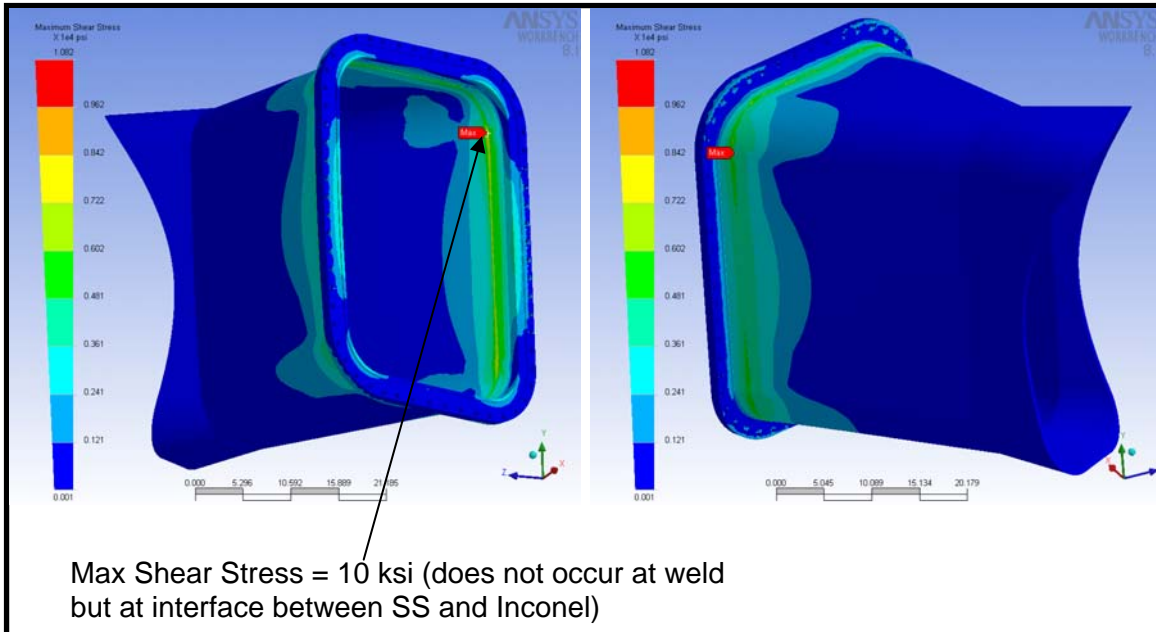 Maximum Shear Stress
X 1e4 psi
1.082
0.962
0.842
0.722
0.602
0.481
0.361
0.241
0.121
0.001
ANSYS
WORKBENCH
Max
Y
X
Z
0.000 5.296 10.592 15.889
Maximum Shear Stress
X 1e4 psi
1.082
0.962
0.842
0.722
0.602
0.481
0.361
0.241
0.121
0.001
ANSYS
WORKBENCH
Max
Y
X
0.000 5.045 10.089 15.134 20.179
Max Shear Stress = 10 ksi (does not occur at weld
but at interface between SS and Inconel)